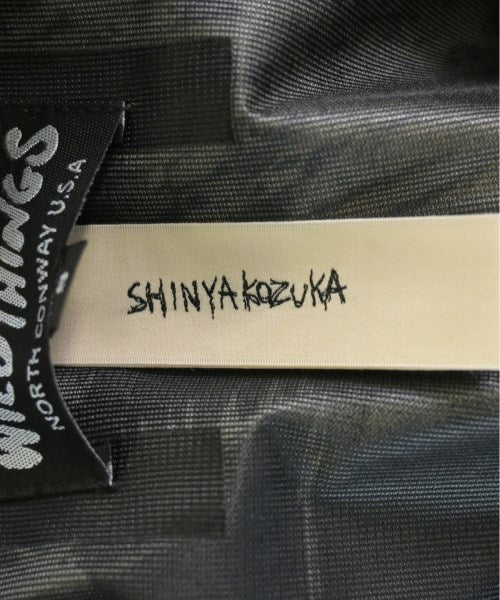 WILD THINGS
NORTH CONWAY U.S.A
SHINYA KOZUKA